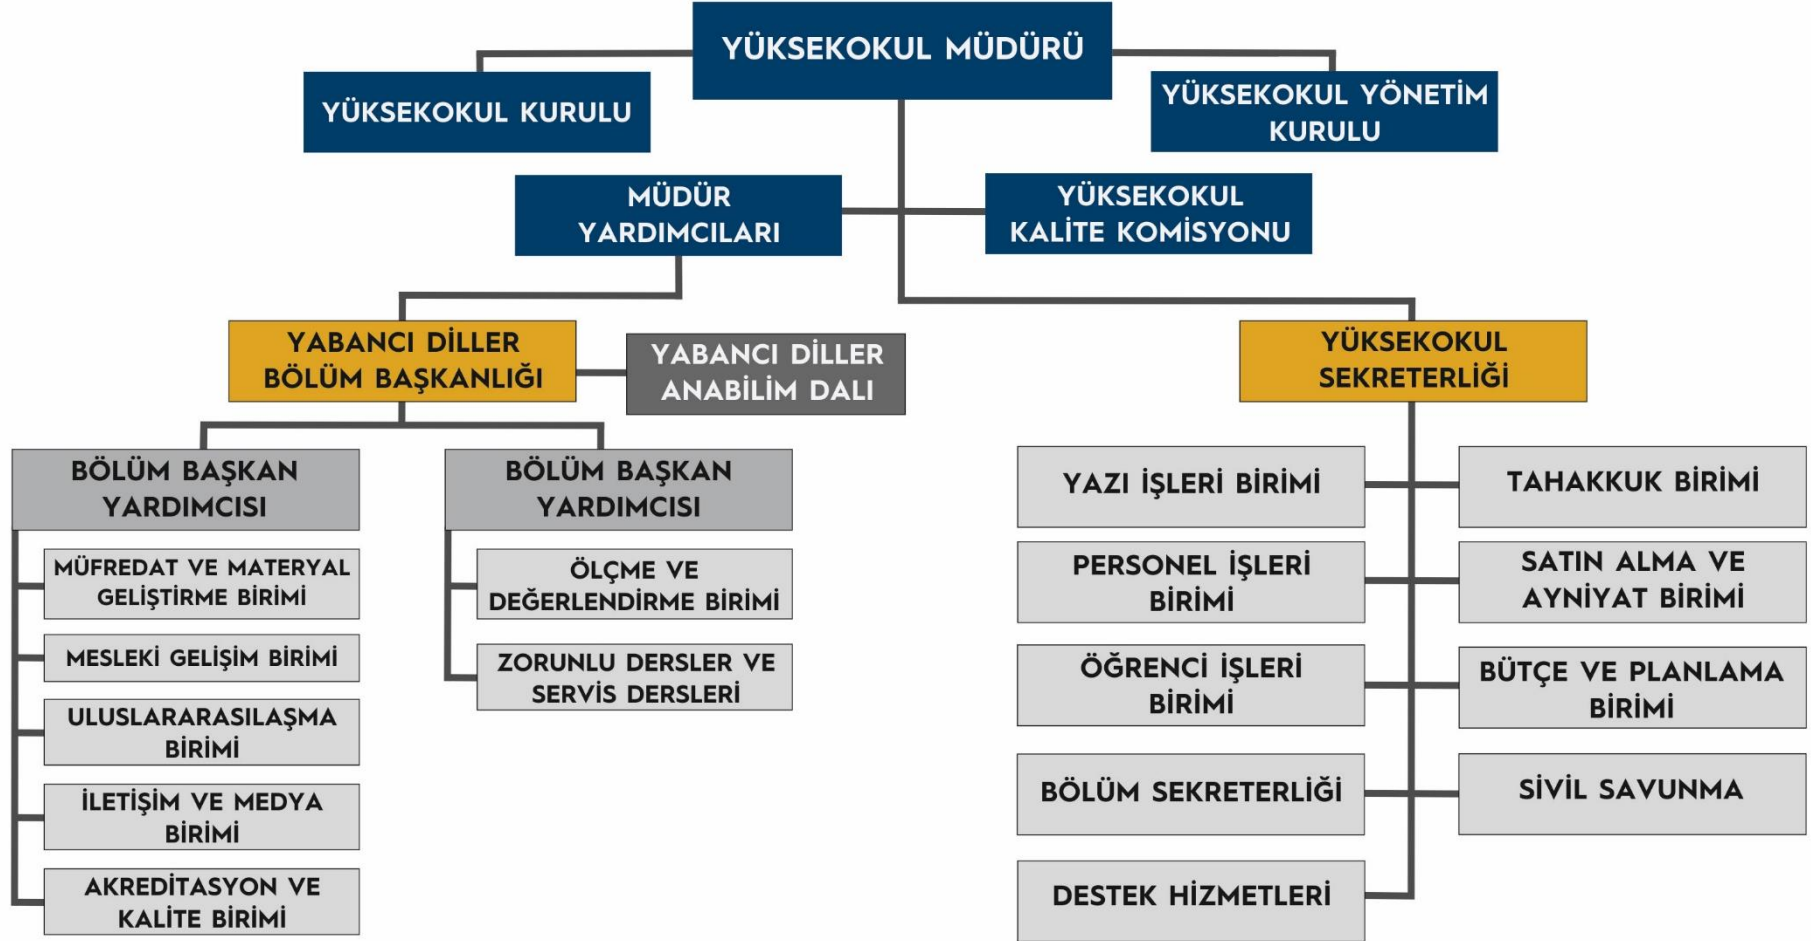 YÜKSEKOKUL MÜDÜRÜ
YÜKSEKOKUL KURULU
YÜKSEKOKUL YÖNETİM
KURULU
MÜDÜR
YARDIMCILARI
YÜKSEKOKUL
KALİTE KOMİSYONU
YABANCI DİLLER
BÖLÜM BAŞKANLIĞI
YABANCI DİLLER
ANABİLİM DALI
YÜKSEKOKUL
SEKRETERLİĞİ
BÖLÜM BAŞKAN
YARDIMCISI
MÜFREDAT VE MATERYAL
GELİŞTİRME BİRİMİ
MESLEKİ GELİŞİM BİRİMİ
ULUSLARARASILAŞMA
BİRİMİ
İLETİŞİM VE MEDYA
BİRİMİ
AKREDİTASYON VE
KALİTE BİRİMİ
BÖLÜM BAŞKAN
YARDIMCISI
ÖLÇME VE
DEĞERLENDİRME BİRİMİ
ZORUNLU DERSLER VE
SERVİS DERSLERİ
YAZI İŞLERİ BİRİMİ
TAHAKKUK BİRİMİ
PERSONEL İŞLERİ
BİRİMİ
SATIN ALMA VE
AYNİYAT BİRİMİ
ÖĞRENCİ İŞLERİ
BİRİMİ
BÜTÇE VE PLANLAMA
BİRİMİ
BÖLÜM SEKRETERLİĞİ
SİVİL SAVUNMA
DESTEK HİZMETLERİ